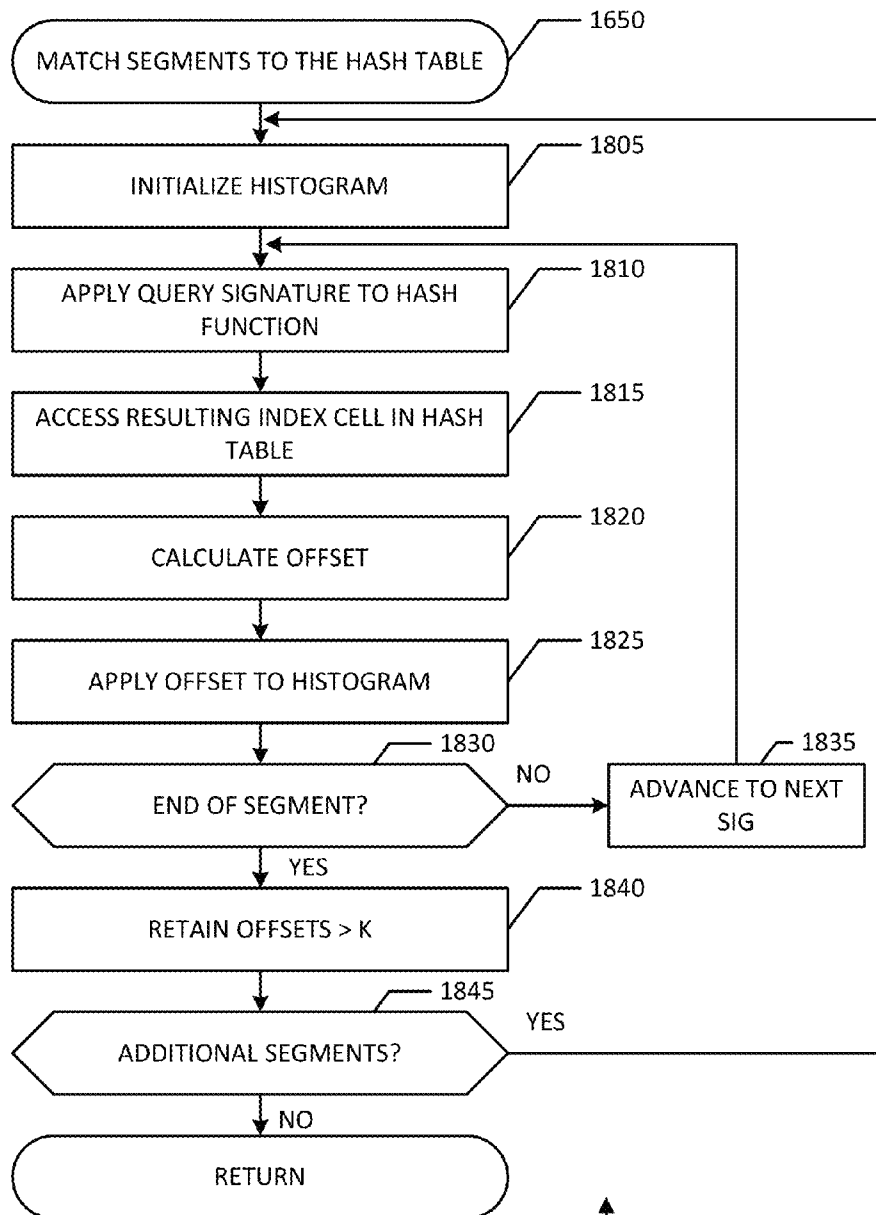 1650
MATCH SEGMENTS TO THE HASH TABLE
1805
INITIALIZE HISTOGRAM
1810
APPLY QUERY SIGNATURE TO HASH
FUNCTION
1815
ACCESS RESULTING INDEX CELL IN HASH
TABLE
1820
CALCULATE OFFSET
1825
APPLY OFFSET TO HISTOGRAM
1830
END OF SEGMENT?
NO
1835
ADVANCE TO NEXT
SIG
YES
1840
RETAIN OFFSETS > K
1845
ADDITIONAL SEGMENTS?
YES
NO
RETURN